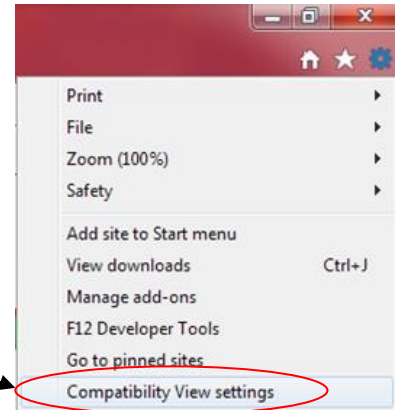 Print
File
Zoom (100%)
Safety
Add site to Start menu
View downloads Ctrl+J
Manage add-ons
F12 Developer Tools
Go to pinned sites
Compatibility View settings